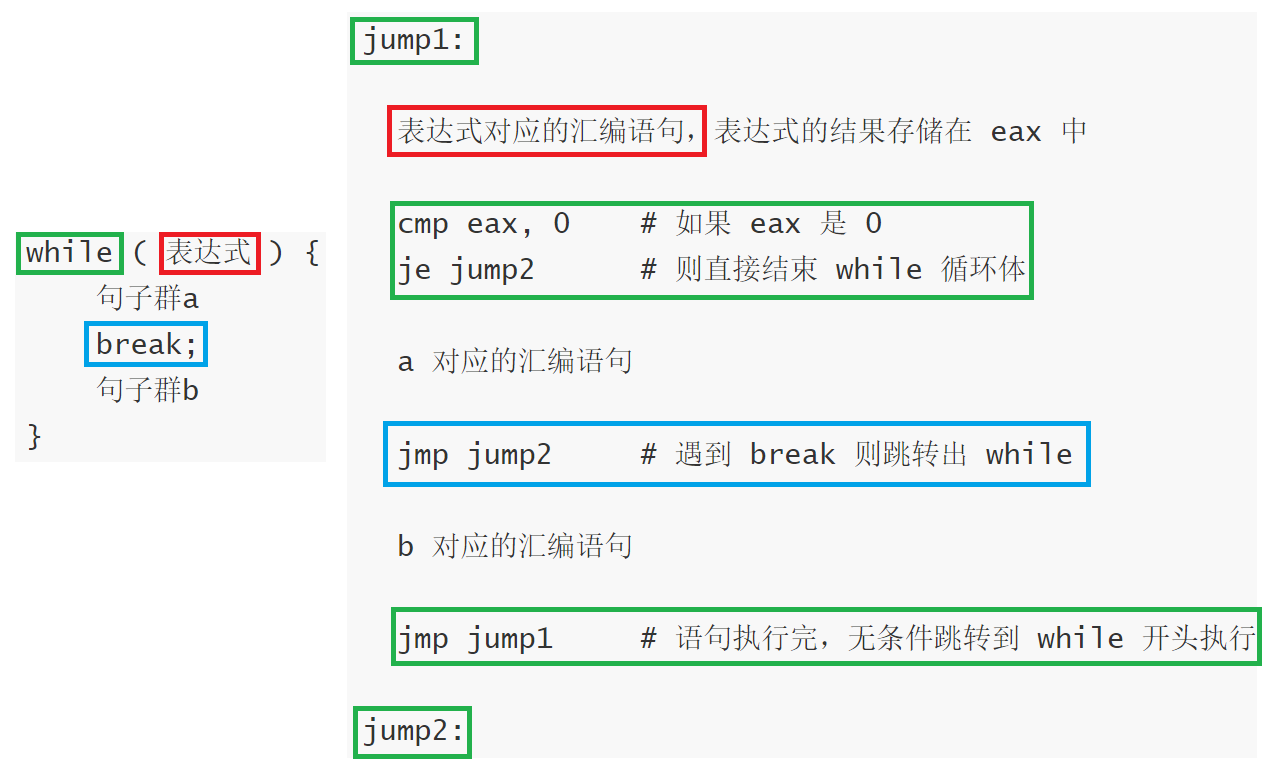 while ( 表达式 ) {
句子群a
break;
句子群b
}
jump1:
表达式对应的汇编语句，表达式的结果存储在 eax 中
cmp eax, 0 # 如果 eax 是 0
je jump2 # 则直接结束 while 循环体
a 对应的汇编语句
jmp jump2 # 遇到 break 则跳转出 while
b 对应的汇编语句
jmp jump1 # 语句执行完，无条件跳转到 while 开头执行
jump2: